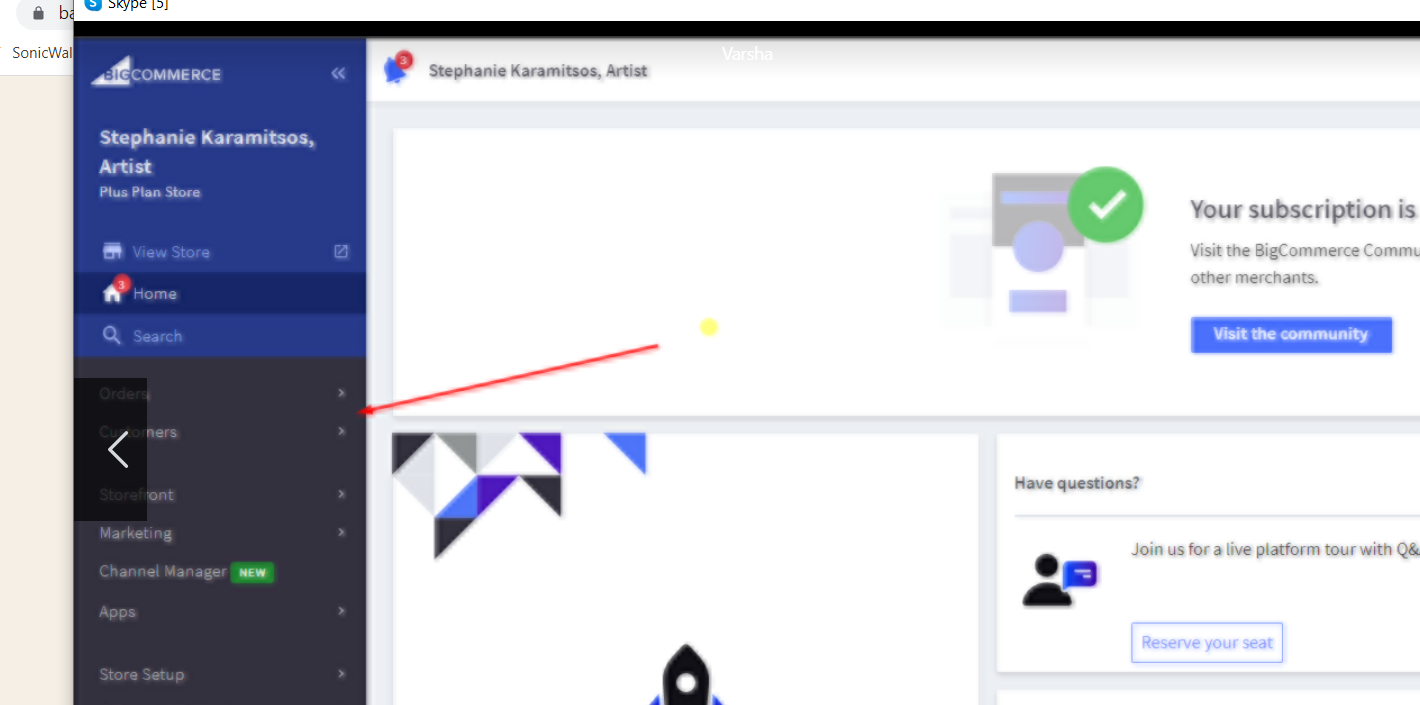 ba
Skype [5]
SonicWal
Varsha
BIGCOMMERCE
3
Stephanie Karamitsos, Artist
Stephanie Karamitsos,
Artist
Plus Plan Store
View Store
3
Home
Search
Orders
Customers
Storefront
Marketing
Channel Manager NEW
Apps
Store Setup
Your subscription is
Visit the BigCommerce Commu
other merchants.
Visit the community
Have questions?
Join us for a live platform tour with Q&
Reserve your seat